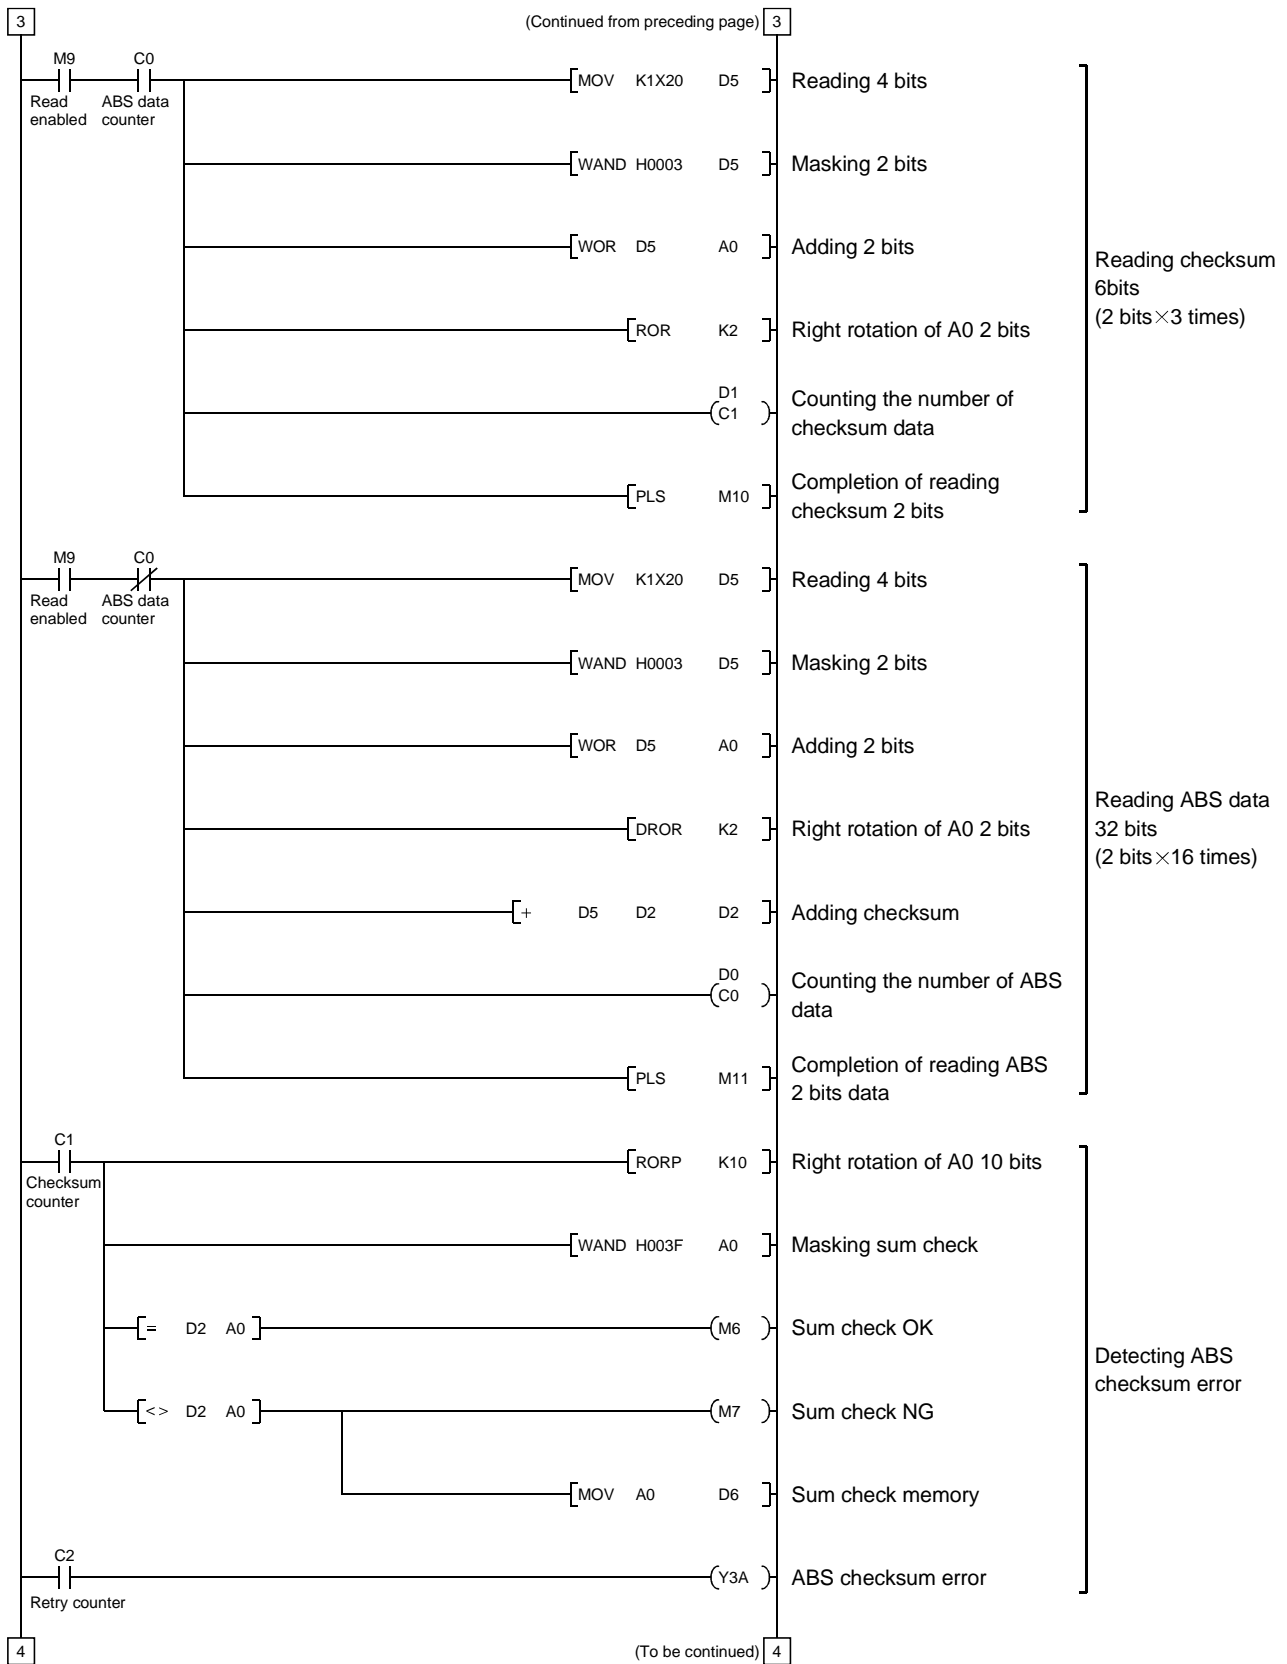 3 (Continued from preceding page) 3
M9 C0
MOV K1X20 D5 Reading 4 bits
Read ABS data
enabled counter
WAND H0003 D5 Masking 2 bits
WOR D5 A0 Adding 2 bits
Reading checksum
6bits
(2 bits×3 times)
ROR K2 Right rotation of A0 2 bits
D1
C1 Counting the number of
checksum data
PLS M10 Completion of reading
checksum 2 bits
M9 C0
MOV K1X20 D5 Reading 4 bits
Read ABS data
enabled counter
WAND H0003 D5 Masking 2 bits
WOR D5 A0 Adding 2 bits
Reading ABS data
32 bits
(2 bits×16 times)
DROR K2 Right rotation of A0 2 bits
+ D5 D2 D2 Adding checksum
D0
C0 Counting the number of ABS
data
PLS M11 Completion of reading ABS
2 bits data
C1
RORP K10 Right rotation of A0 10 bits
Checksum
counter
WAND H003F A0 Masking sum check
= D2 A0 M6 Sum check OK
Detecting ABS
checksum error
<> D2 A0 M7 Sum check NG
MOV A0 D6 Sum check memory
C2
Y3A ABS checksum error
Retry counter
4 (To be continued) 4